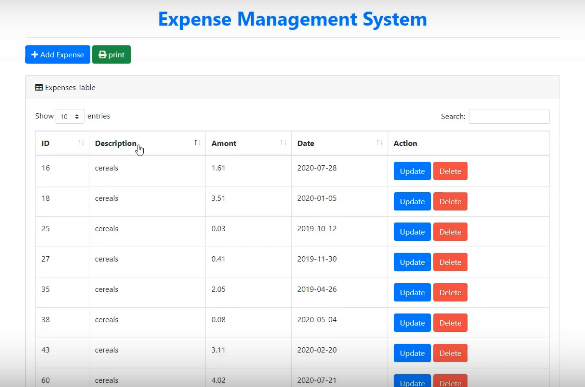 Expense Management System
+ Add Expense print
Expenses Table
Show 10 entries Search:
ID Description Amont Date Action
16 cereals 1.61 2020-07-28 Update Delete
18 cereals 3.51 2020-01-05 Update Delete
25 cereals 0.03 2019-10-12 Update Delete
27 cereals 0.41 2019-11-30 Update Delete
35 cereals 2.05 2019-04-26 Update Delete
38 cereals 0.08 2020-05-04 Update Delete
43 cereals 3.11 2020-02-20 Update Delete
60 cereals 4.02 2020-07-21 Update Delete